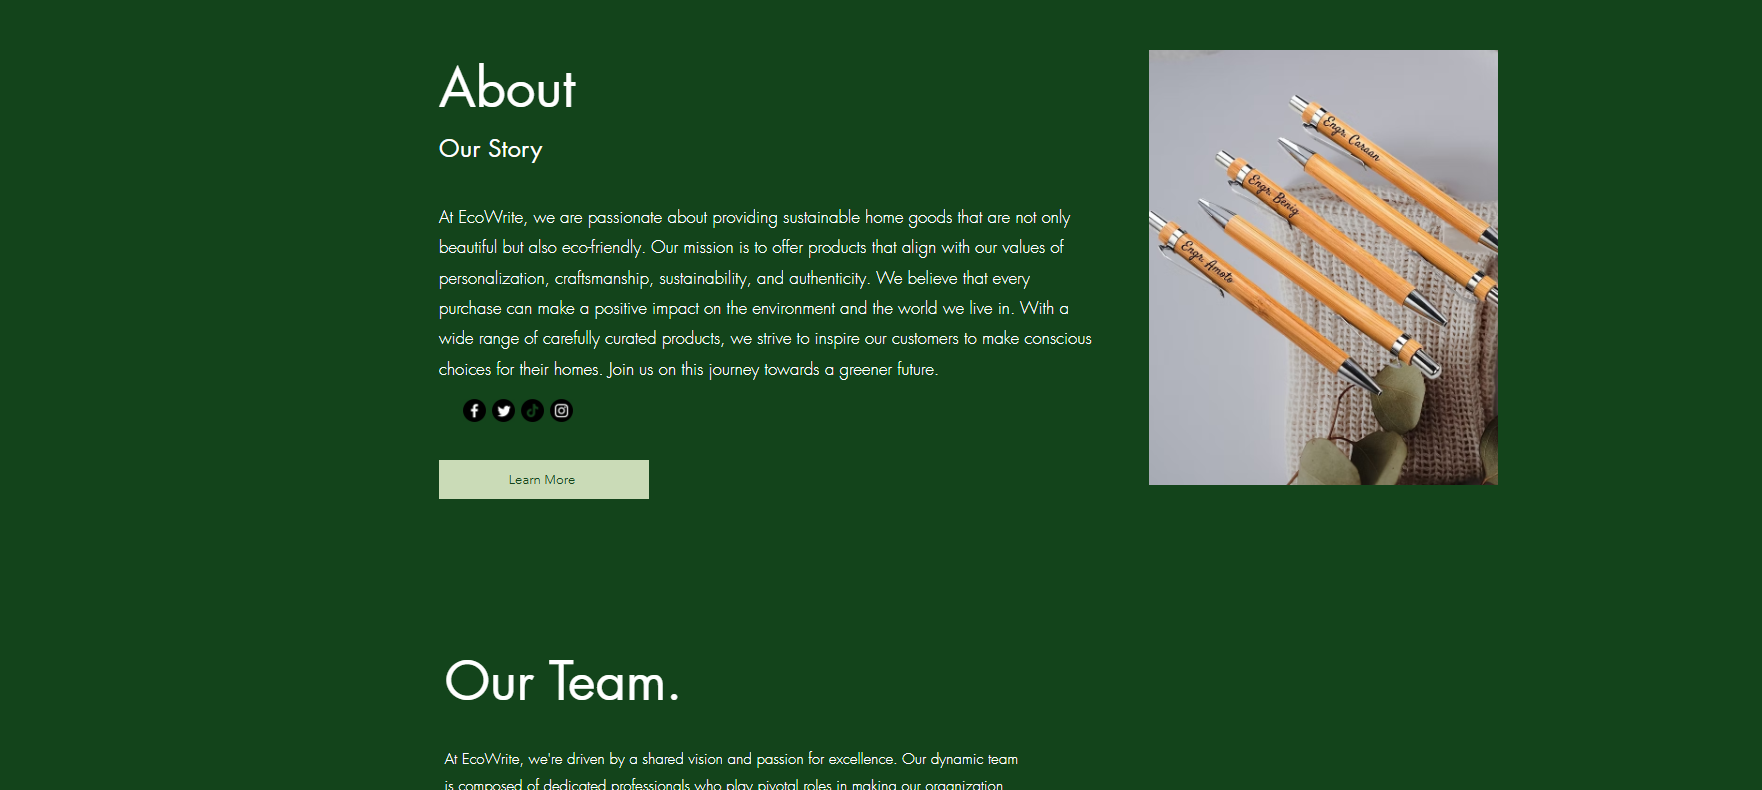 About
Our Story
At EcoWrite, we are passionate about providing sustainable home goods that are not only
beautiful but also eco-friendly. Our mission is to offer products that align with our values of
personalization, craftsmanship, sustainability, and authenticity. We believe that every
purchase can make a positive impact on the environment and the world we live in. With a
wide range of carefully curated products, we strive to inspire our customers to make conscious
choices for their homes. Join us on this journey towards a greener future.
Learn More
Engr. Caraan
Engr. Benig
Engr. Amoto
Our Team.
At EcoWrite, we're driven by a shared vision and passion for excellence. Our dynamic team
is composed of dedicated professionals who play pivotal roles in making our organization